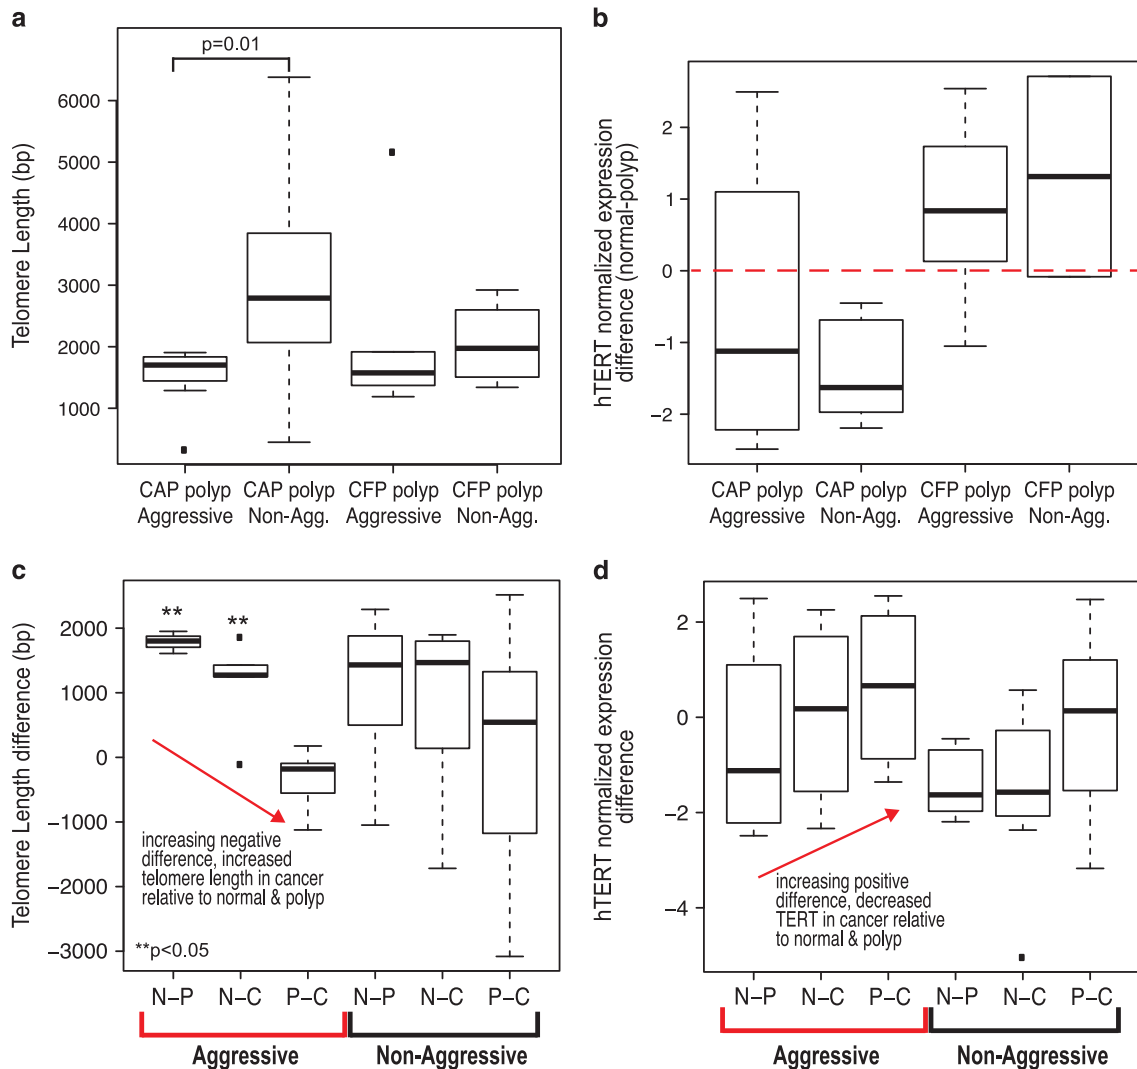 a
p=0.01
Telomere Length (bp)
6000
5000
4000
3000
2000
1000
CAP polyp
Aggressive
CAP polyp
Non-Agg.
CFP polyp
Aggressive
CFP polyp
Non-Agg.
b
hTERT normalized expression
difference (normal-polyp)
2
1
0
−1
−2
CAP polyp
Aggressive
CAP polyp
Non-Agg.
CFP polyp
Aggressive
CFP polyp
Non-Agg.
c
Telomere Length difference (bp)
2000
1000
0
−1000
−2000
−3000
**
**
increasing negative
difference, increased
telomere length in cancer
relative to normal & polyp
**p<0.05
N–P
N–C
P–C
N–P
N–C
P–C
Aggressive
Non-Aggressive
d
hTERT normalized expression
difference
2
0
−2
−4
increasing positive
difference, decreased
TERT in cancer relative
to normal & polyp
N–P
N–C
P–C
N–P
N–C
P–C
Aggressive
Non-Aggressive